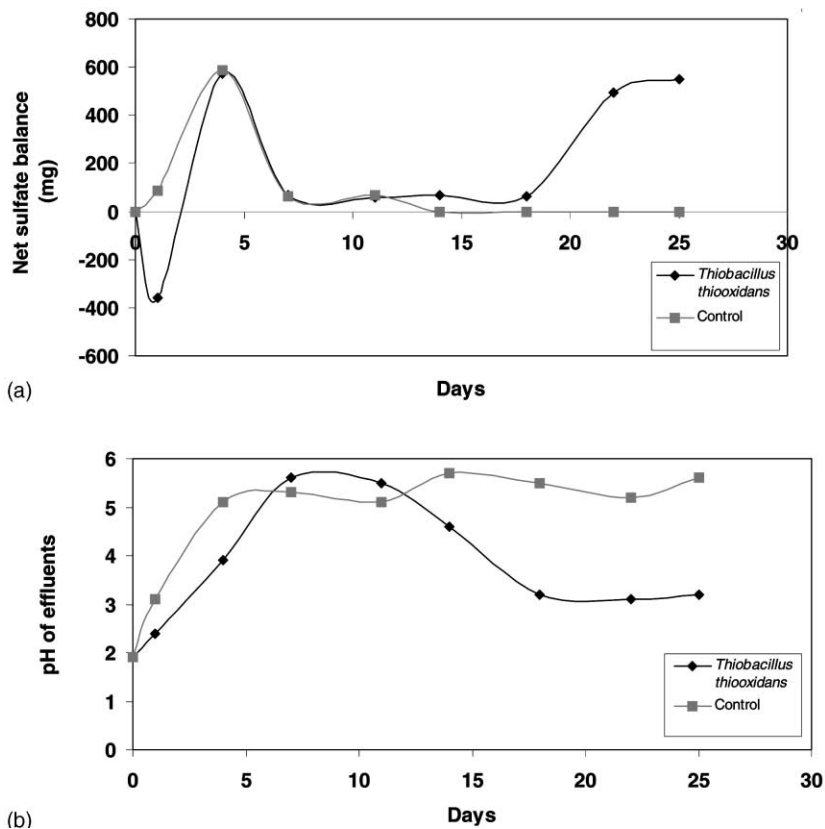 800
600
400
200
0
-200
-400
-600
Net sulfate balance
(mg)
0 5 10 15 20 25 30
Thiobacillus
thiooxidans
Control
Days
(a)
6
5
4
3
2
1
0
pH of effluents
Thiobacillus
thiooxidans
Control
0 5 10 15 20 25 30
Days
(b)